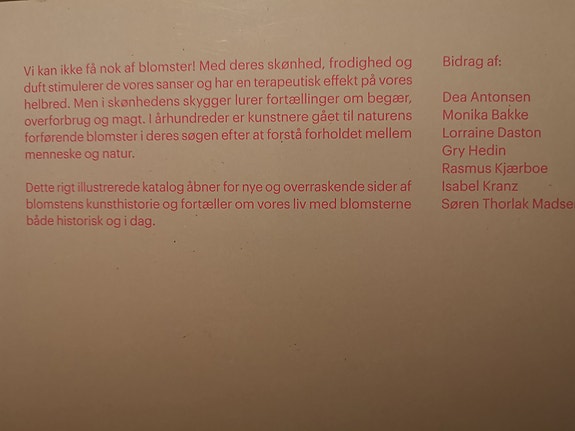 Vi kan ikke få nok af blomster! Med deres skønhed, frodighed og
duft stimulerer de vores sanser og har en terapeutisk effekt på vores
helbred. Men i skønhedens skygger lurer fortællinger om begær,
overforbrug og magt. I århundreder er kunstnere gået til naturens
forførende blomster i deres søgen efter at forstå forholdet mellem
menneske og natur.
Dette rigt illustrerede katalog åbner for nye og overraskende sider af
blomstens kunsthistorie og fortæller om vores liv med blomsterne
både historisk og i dag.
Bidrag af:
Dea Antonsen
Monika Bakke
Lorraine Daston
Gry Hedin
Rasmus Kjærboe
Isabel Kranz
Søren Thorlak